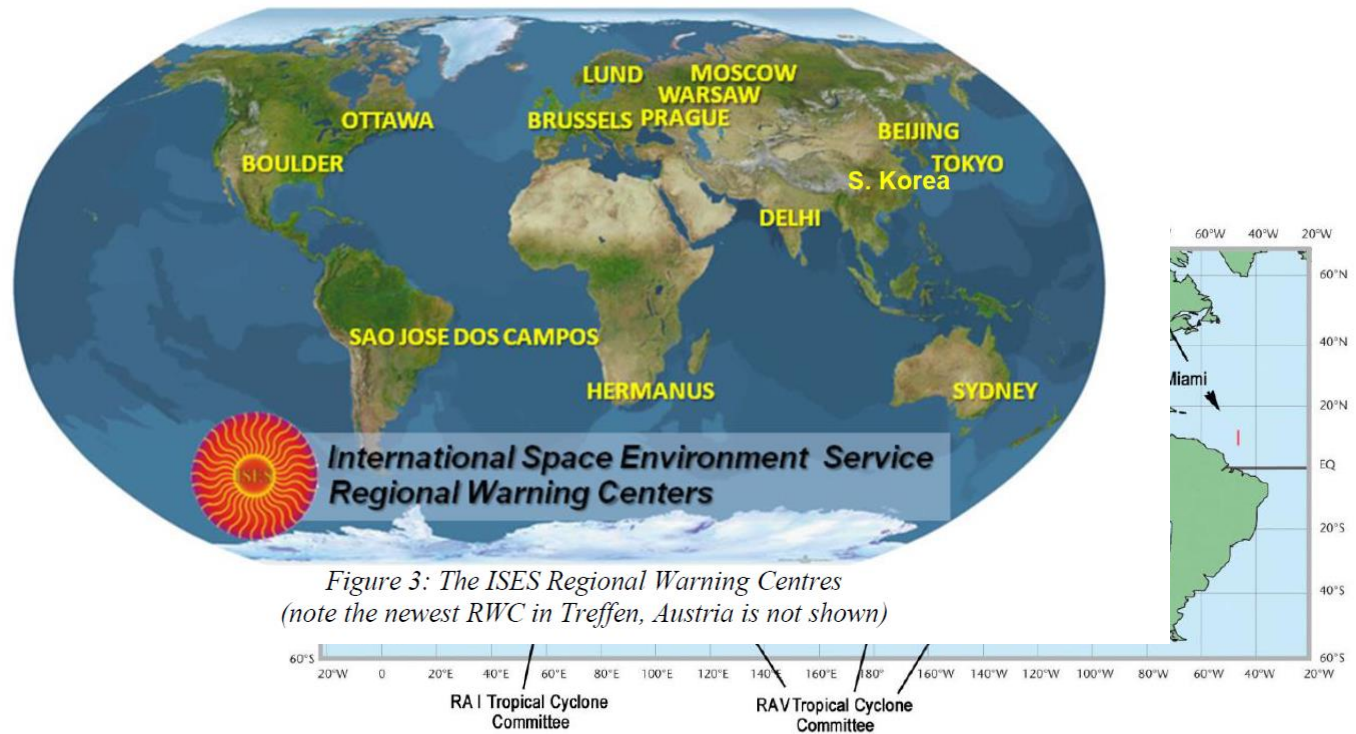 LUND
MOSCOW
WARSAW
OTTAWA
BRUSSELS
PRAGUE
BEIJING
BOULDER
TOKYO
S. Korea
DELHI
SAO JOSE DOS CAMPOS
HERMANUS
SYDNEY
ISES
International Space Environment Service
Regional Warning Centers
Figure 3: The ISES Regional Warning Centres
(note the newest RWC in Treffen, Austria is not shown)
60°W 40°W 20°W
60°N
40°N
20°N
EQ
20°S
40°S
60°S
60°S
20°W 0 20°E 40°E 60°E 80°E 100°E 120°E 140°E 160°E 180° 160°W 140°W 120°W 100°W 80°W 60°W 40°W 20°W
RA I Tropical Cyclone
Committee
RA V Tropical Cyclone
Committee